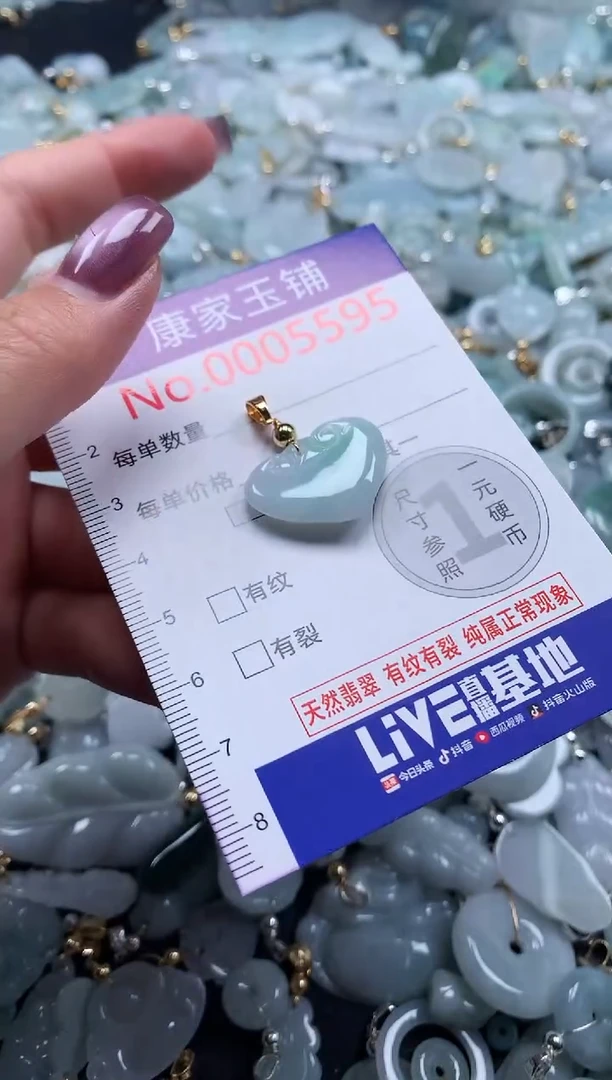 康家玉铺
No.0005595
每单数量
每单价格
其一
一元硬币
1
尺寸参照
有纹
有裂
天然翡翠 有纹有裂 纯属正常现象
LiVE直播基地
今日头条 抖音 西瓜视频 抖音火山版
2
3
4
5
6
7
8